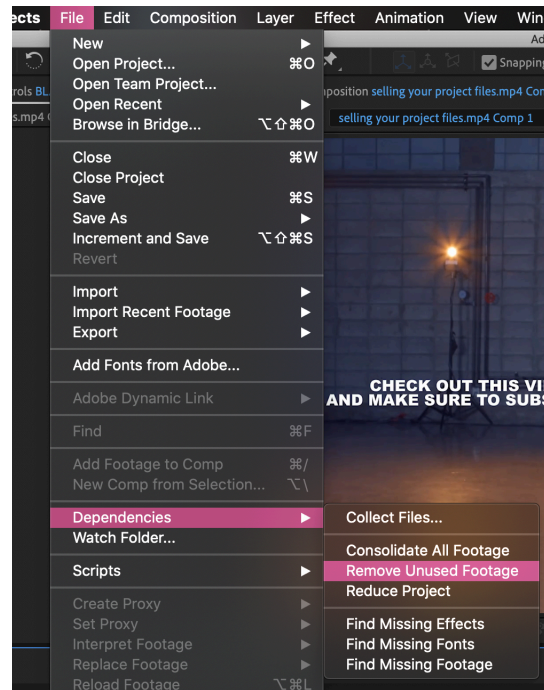 ects File Edit Composition Layer Effect Animation View Win
Ad
New
Open Project... ⌘O
Snapping
Open Team Project...
rols BL
Open Recent
mposition selling your project files.mp4 Con
Browse in Bridge... ⌥⇧⌘O
s.mp4
selling your project files.mp4 Comp 1
Close ⌘W
Close Project
Save ⌘S
Save As
Increment and Save ⌥⇧⌘S
Revert
Import
Import Recent Footage
Export
Add Fonts from Adobe...
CHECK OUT THIS VI
Adobe Dynamic Link
AND MAKE SURE TO SUBS
Find ⌘F
Add Footage to Comp ⌘/
New Comp from Selection... ⌥\
Dependencies
Watch Folder...
Scripts
Create Proxy
Set Proxy
Interpret Footage
Replace Footage
Reload Footage ⌥⌘L
Collect Files...
Consolidate All Footage
Remove Unused Footage
Reduce Project
Find Missing Effects
Find Missing Fonts
Find Missing Footage